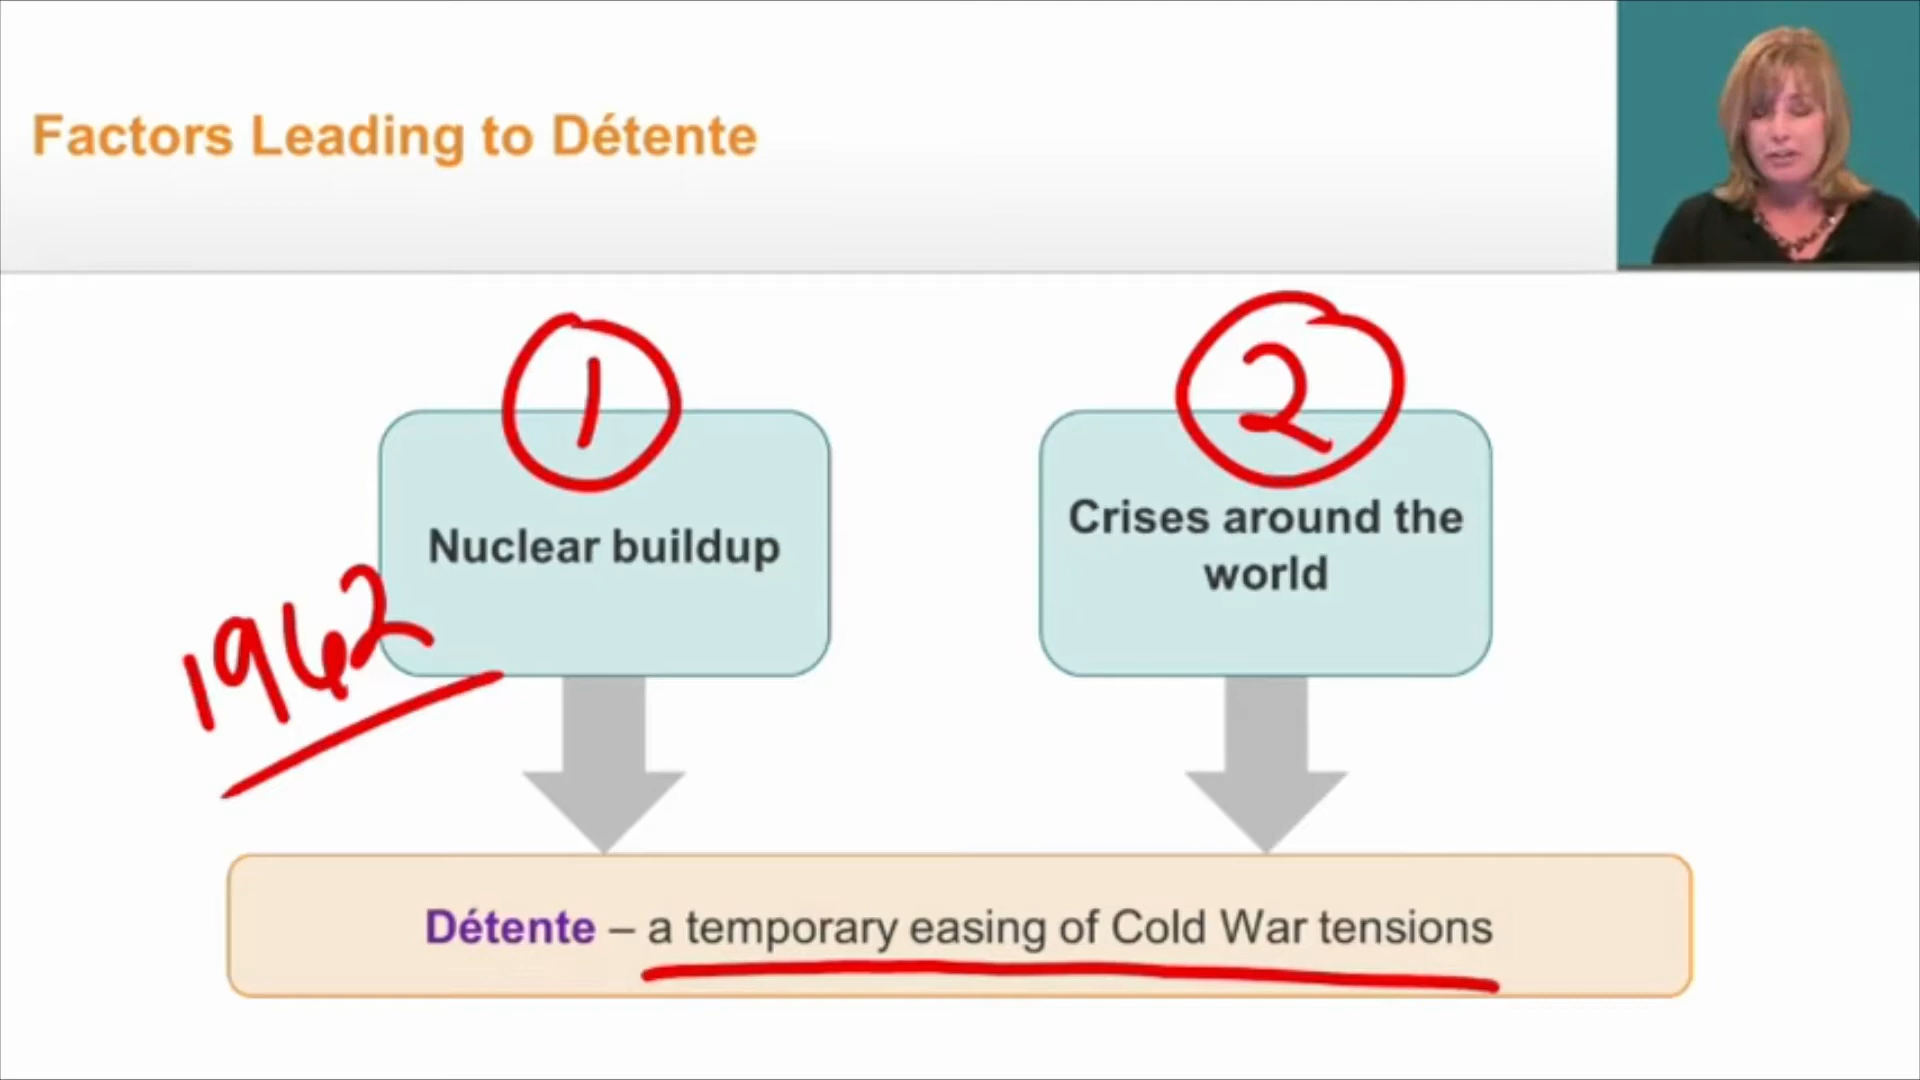 Factors Leading to Détente
1
2
Nuclear buildup
Crises around the
world
1962
Détente – a temporary easing of Cold War tensions